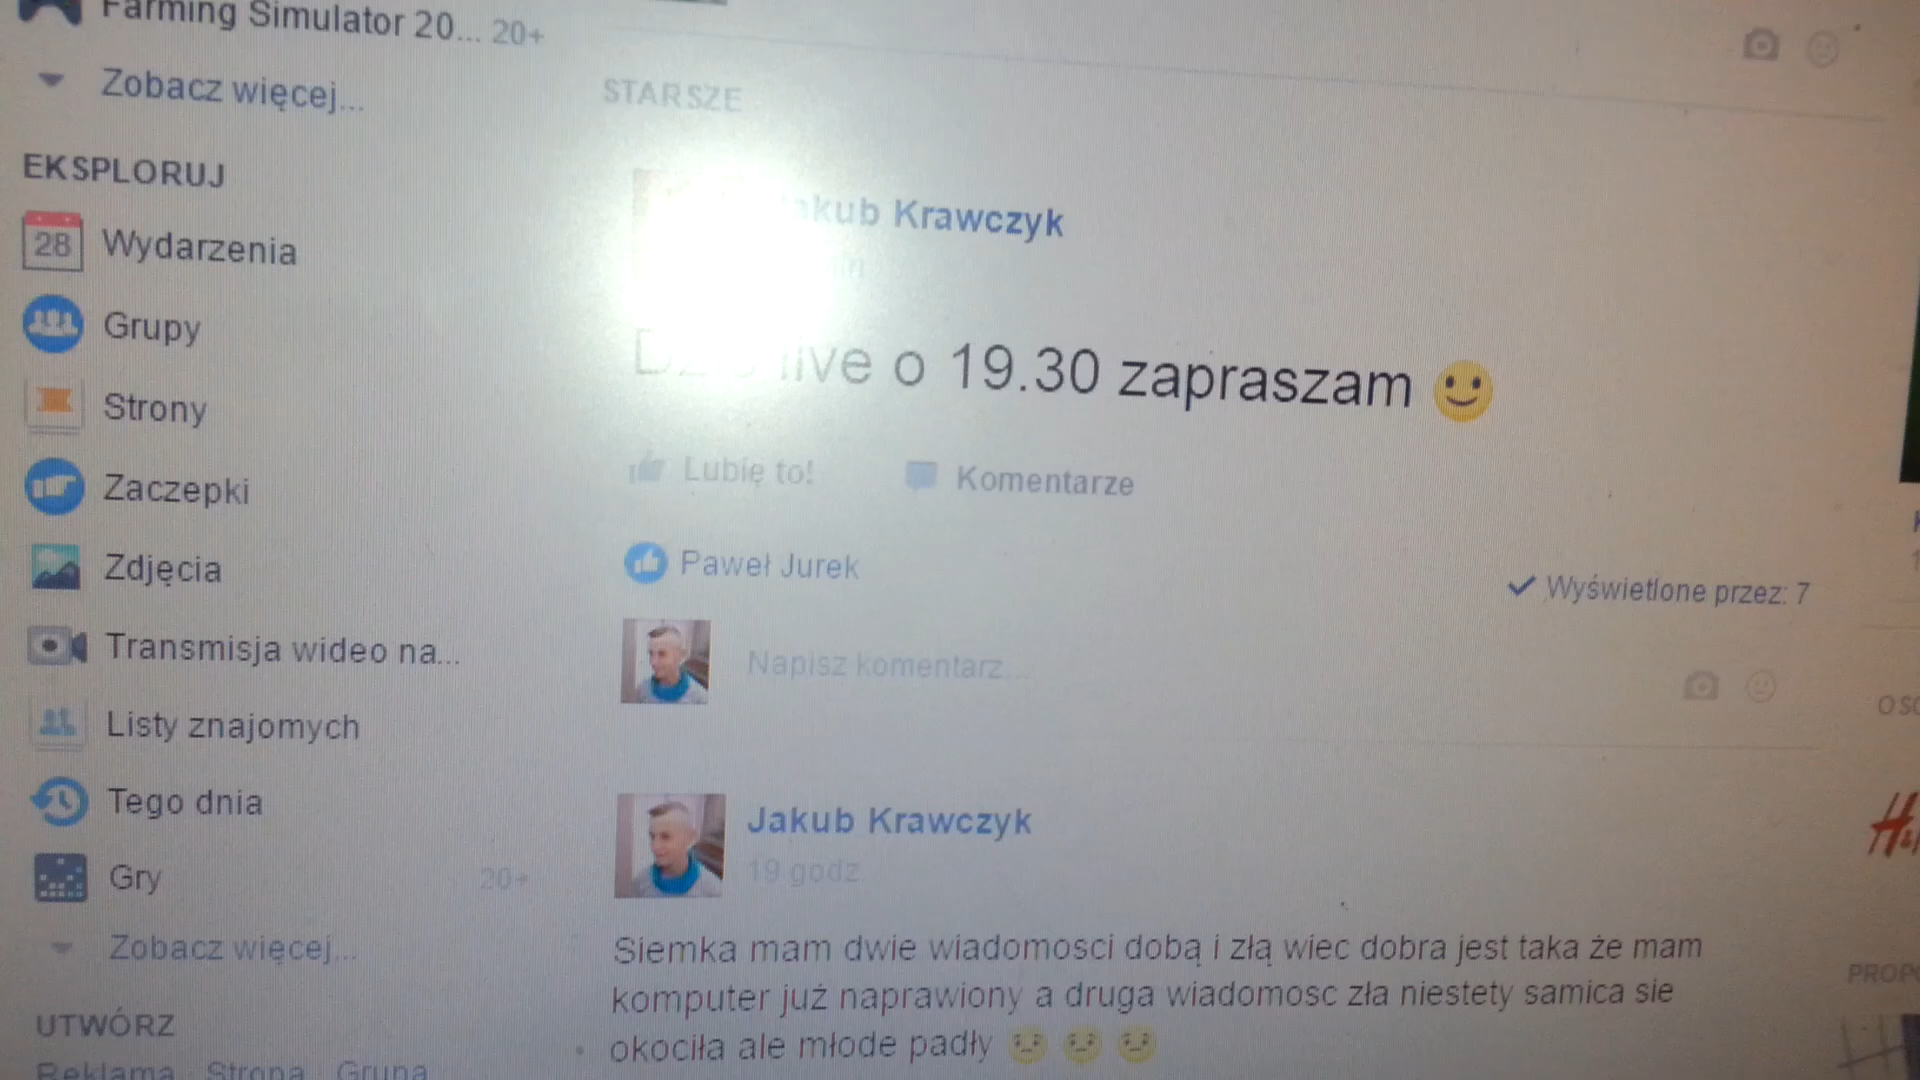 Farming Simulator 20... 20+
Zobacz więcej...
EKSPLORUJ
28
Wydarzenia
Grupy
Strony
Zaczepki
Zdjęcia
Transmisja wideo na...
Listy znajomych
Tego dnia
Gry 20+
Zobacz więcej...
UTWÓRZ
Reklama Strona Grupa
STARSZE
Krawczyk
live o 19.30 zapraszam
Lubię to! Komentarze
Paweł Jurek
Wyświetlone przez: 7
Napisz komentarz...
Jakub Krawczyk
19 godz.
Siemka mam dwie wiadomosci dobą i złą wiec dobra jest taka że mam
komputer już naprawiony a druga wiadomosc zła niestety samica sie
okociła ale młode padły